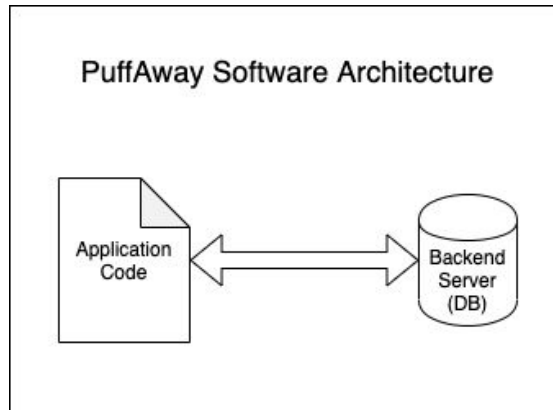 PuffAway Software Architecture
Application
Code
Backend
Server
(DB)